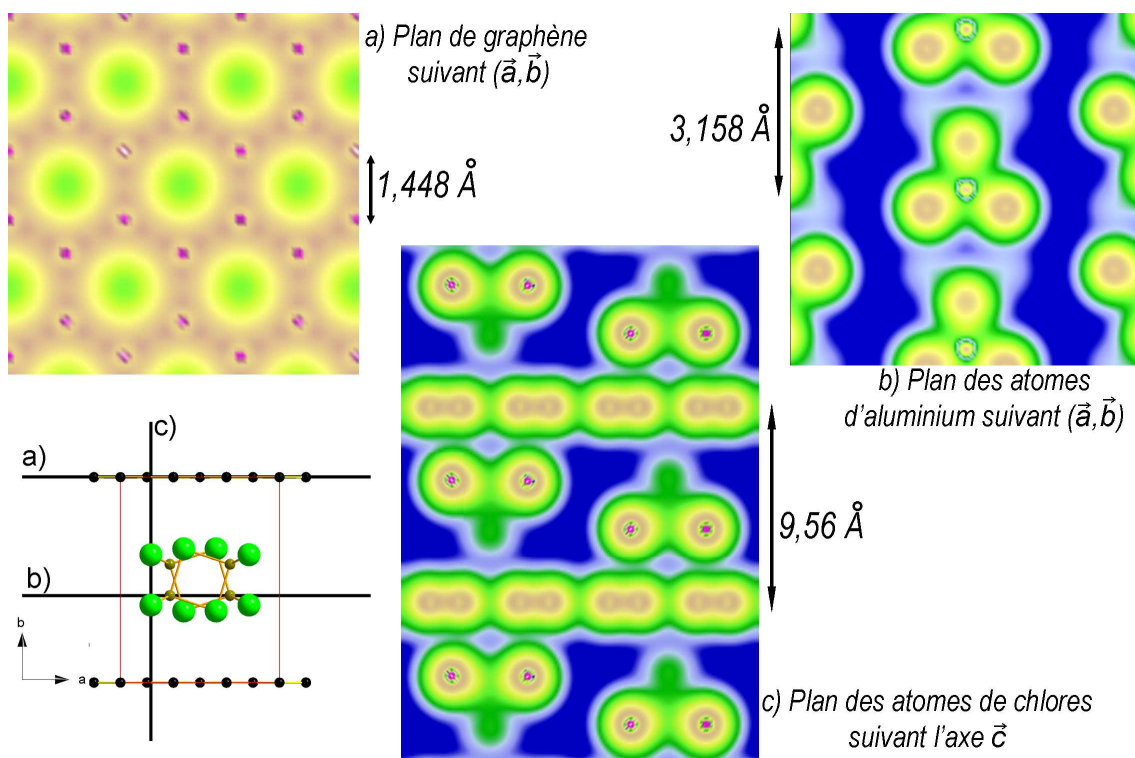 a) Plan de graphène
suivant (a⃗,b⃗)
1,448 Å
3,158 Å
b) Plan des atomes
d'aluminium suivant (a⃗,b⃗)
c)
a)
b)
b
a
9,56 Å
c) Plan des atomes de chlores
suivant l'axe c⃗